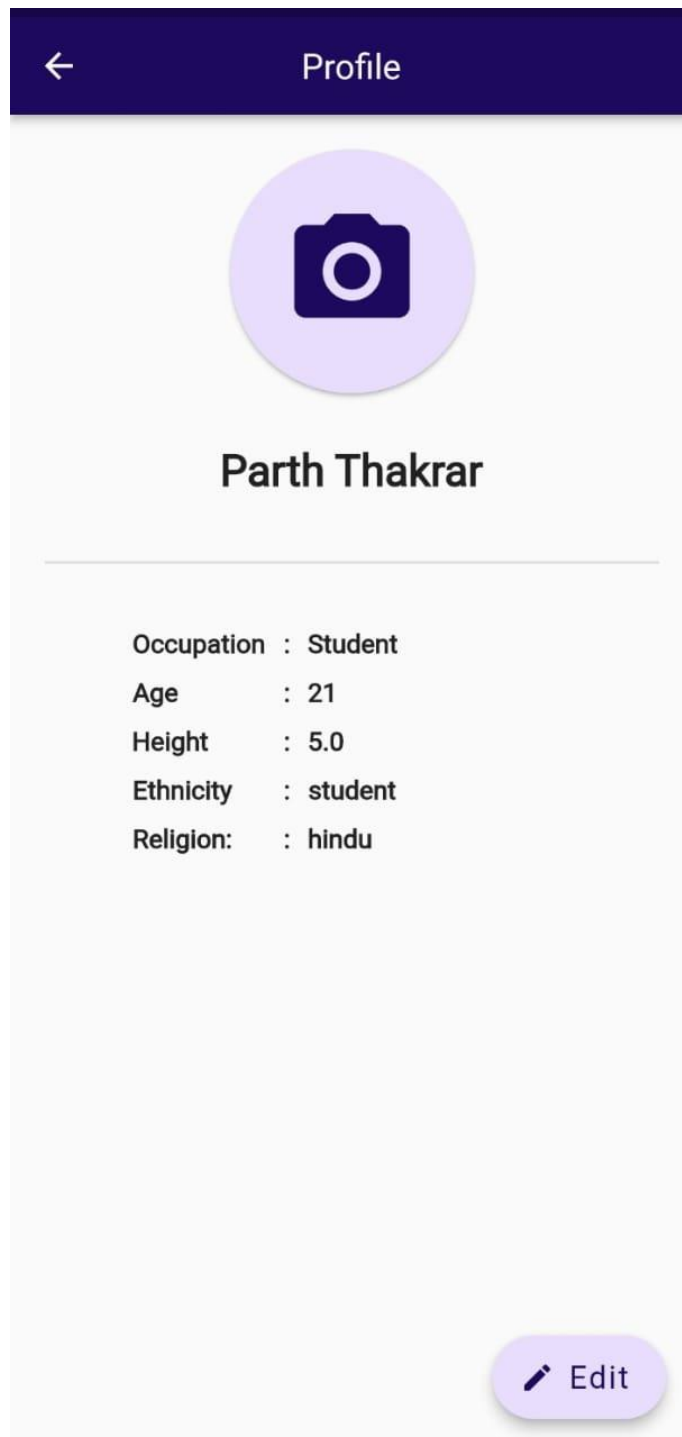 Profile
Parth Thakrar
Occupation : Student
Age : 21
Height : 5.0
Ethnicity : student
Religion: : hindu
Edit